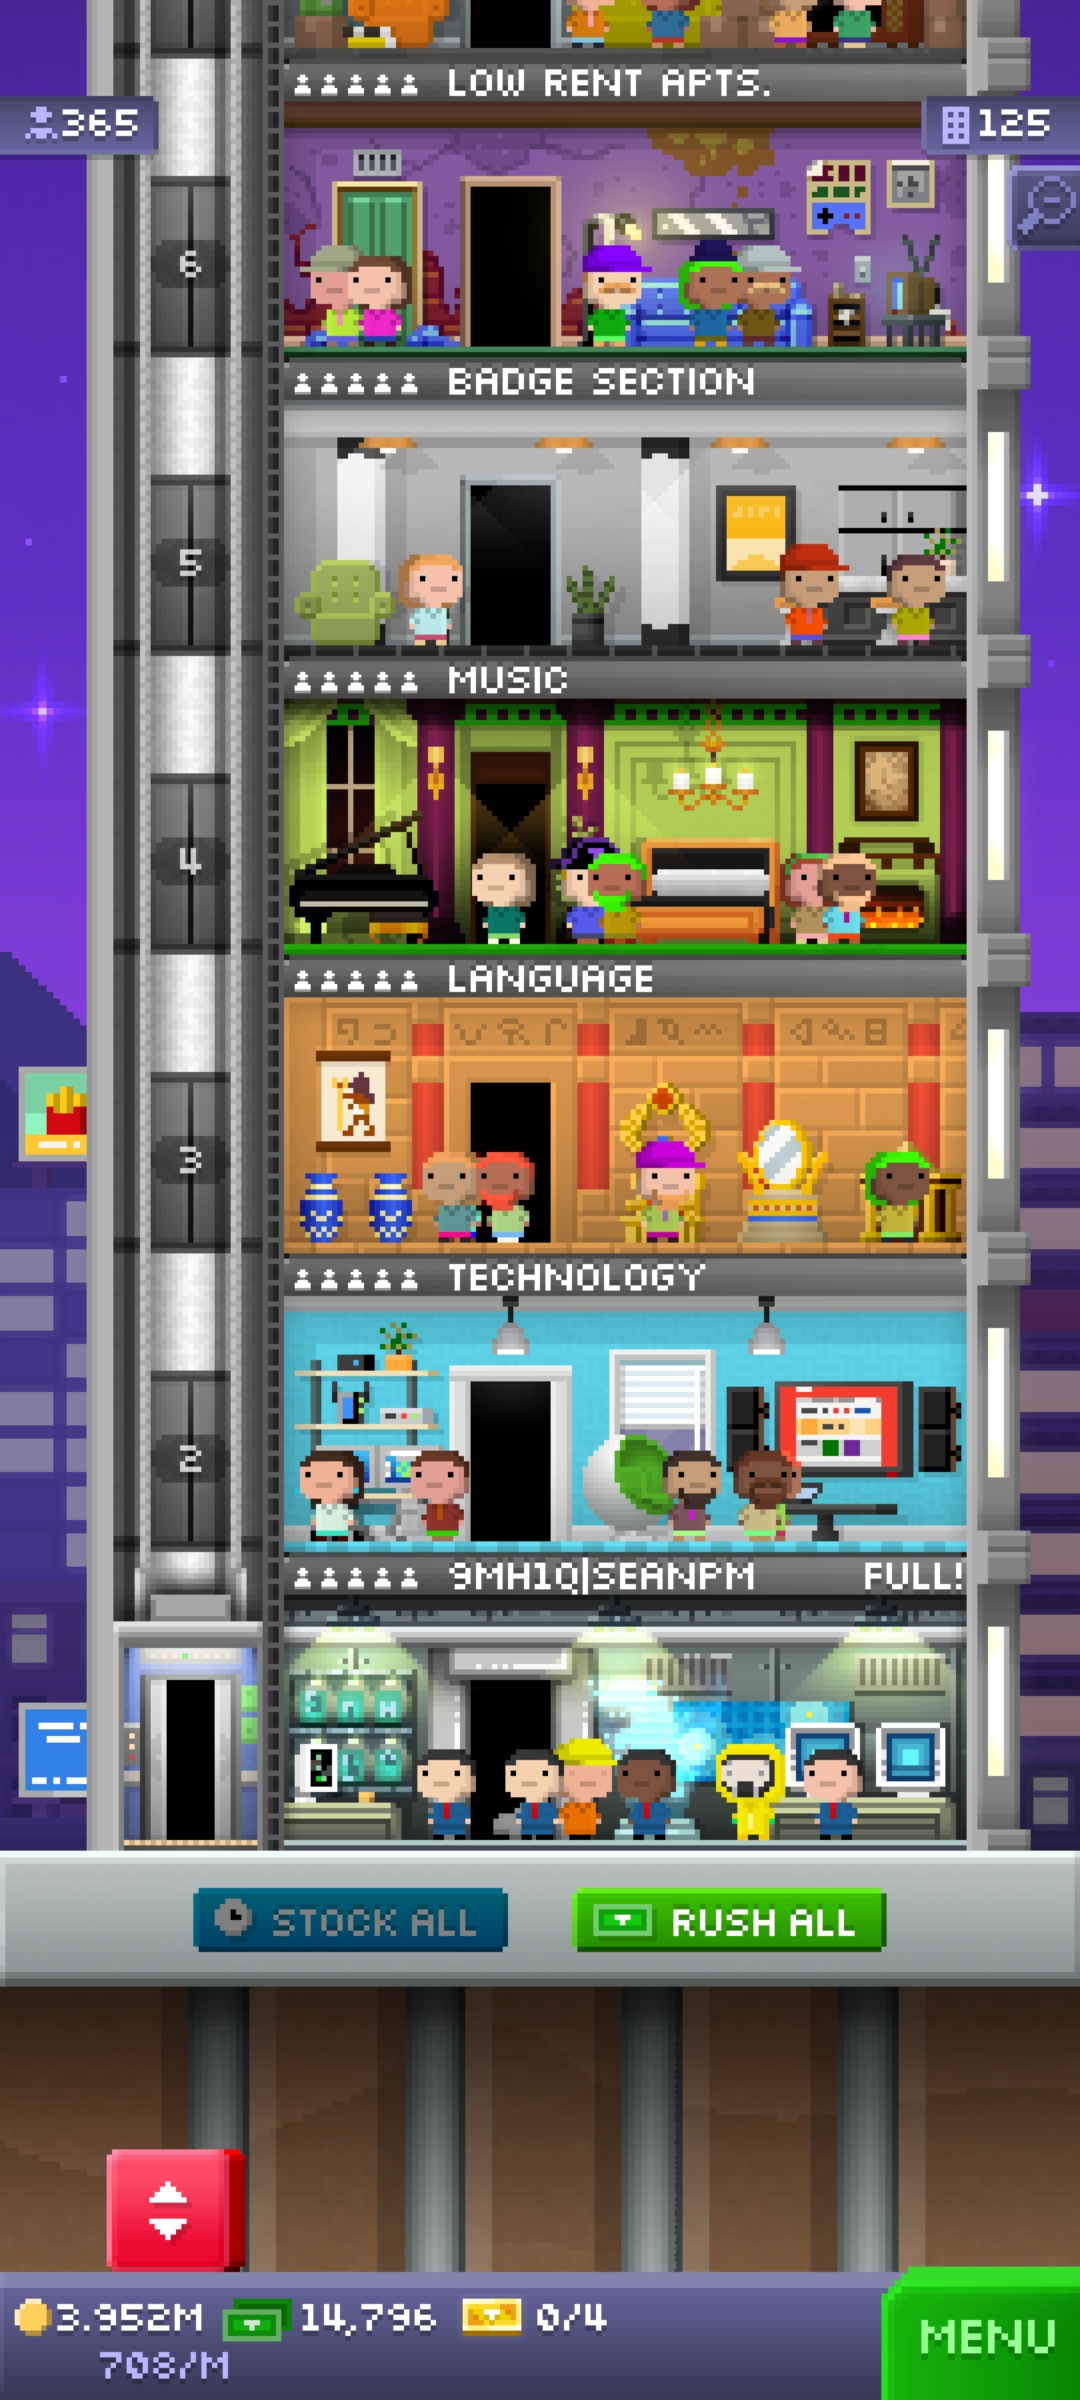 LOW RENT APTS.
365
125
6
BADGE SECTION
5
MUSIC
4
LANGUAGE
3
TECHNOLOGY
2
9MH1Q|SEANPM FULL!
STOCK ALL
RUSH ALL
3.952M 14,796 0/4
708/M
MENU